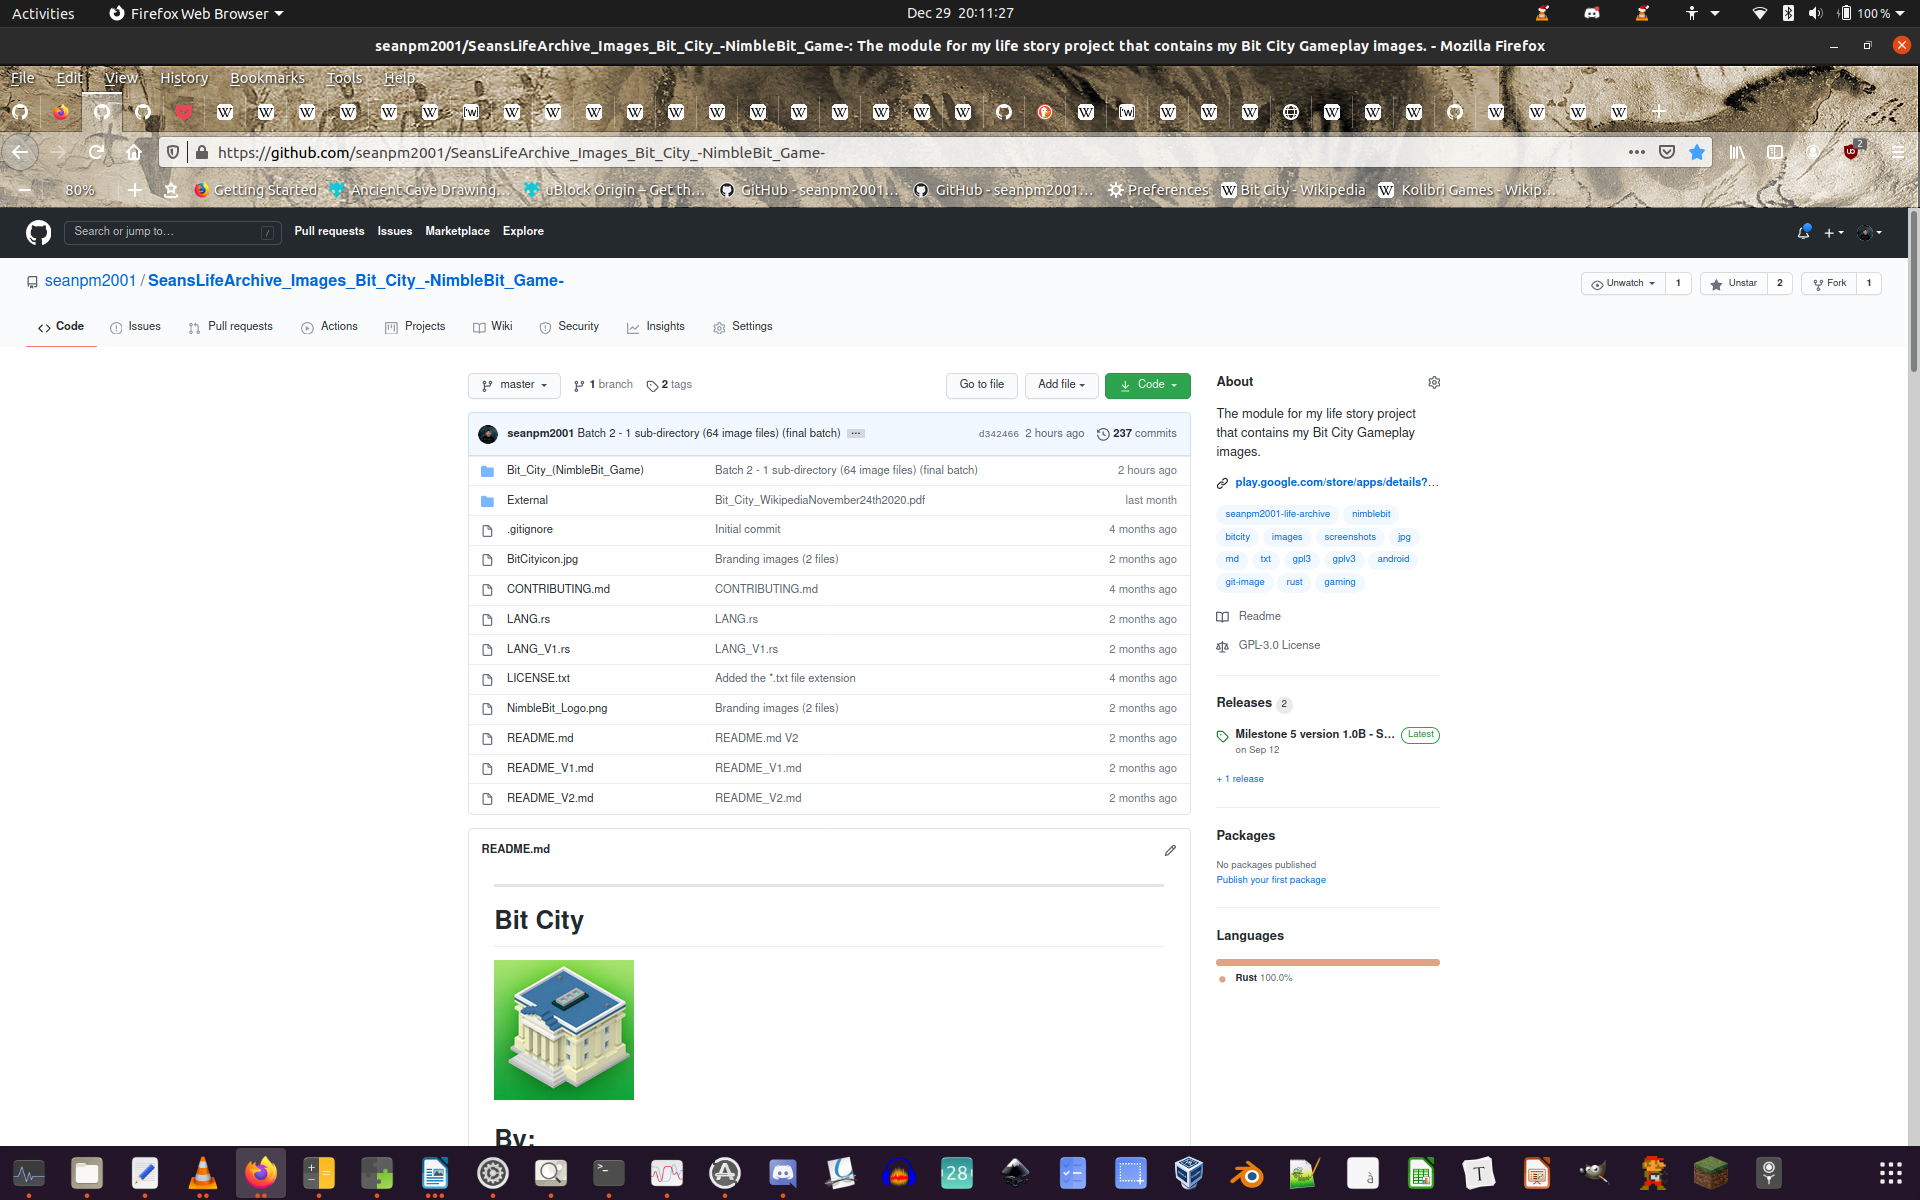 Activities
Firefox Web Browser
Dec 29 20:11:27
100 %
seanpm2001/SeansLifeArchive_Images_Bit_City_-NimbleBit_Game-: The module for my life story project that contains my Bit City Gameplay images. - Mozilla Firefox
File Edit View History Bookmarks Tools Help
https://github.com/seanpm2001/SeansLifeArchive_Images_Bit_City_-NimbleBit_Game-
2
80%
Getting Started
Ancient Cave Drawing…
uBlock Origin – Get th…
GitHub - seanpm2001…
GitHub - seanpm2001…
Preferences
Bit City - Wikipedia
Kolibri Games - Wikip…
Search or jump to…
/
Pull requests Issues Marketplace Explore
seanpm2001 / SeansLifeArchive_Images_Bit_City_-NimbleBit_Game-
Unwatch 1
Unstar 2
Fork 1
Code Issues Pull requests Actions Projects Wiki Security Insights Settings
master
1 branch
2 tags
Go to file
Add file
Code
seanpm2001 Batch 2 - 1 sub-directory (64 image files) (final batch) … d342466 2 hours ago 237 commits
Bit_City_(NimbleBit_Game) Batch 2 - 1 sub-directory (64 image files) (final batch) 2 hours ago
External Bit_City_WikipediaNovember24th2020.pdf last month
.gitignore Initial commit 4 months ago
BitCityicon.jpg Branding images (2 files) 2 months ago
CONTRIBUTING.md CONTRIBUTING.md 4 months ago
LANG.rs LANG.rs 2 months ago
LANG_V1.rs LANG_V1.rs 2 months ago
LICENSE.txt Added the *.txt file extension 4 months ago
NimbleBit_Logo.png Branding images (2 files) 2 months ago
README.md README.md V2 2 months ago
README_V1.md README_V1.md 2 months ago
README_V2.md README_V2.md 2 months ago
README.md
Bit City
By:
About
The module for my life story project
that contains my Bit City Gameplay
images.
play.google.com/store/apps/details?…
seanpm2001-life-archive nimblebit
bitcity images screenshots jpg
md txt gpl3 gplv3 android
git-image rust gaming
Readme
GPL-3.0 License
Releases 2
Milestone 5 version 1.0B - S… Latest
on Sep 12
+ 1 release
Packages
No packages published
Publish your first package
Languages
Rust 100.0%
28